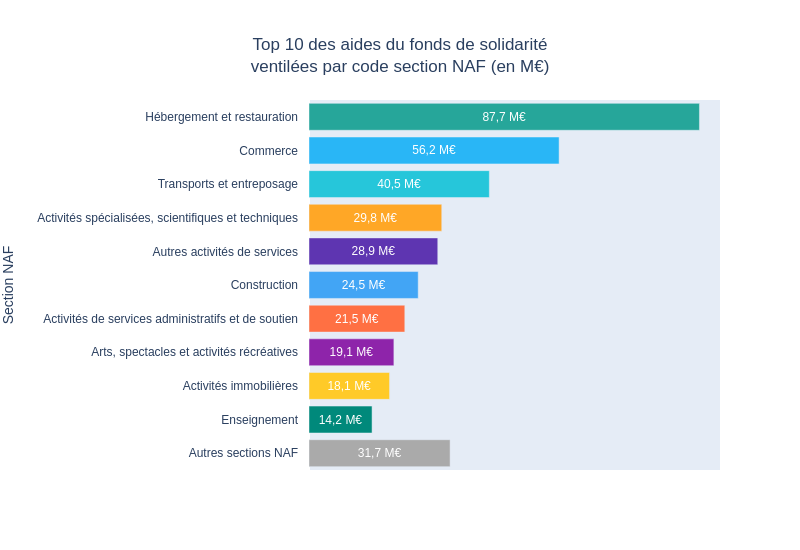 Top 10 des aides du fonds de solidarité
ventilées par code section NAF (en M€)
Section NAF
Hébergement et restauration 87,7 M€
Commerce 56,2 M€
Transports et entreposage 40,5 M€
Activités spécialisées, scientifiques et techniques 29,8 M€
Autres activités de services 28,9 M€
Construction 24,5 M€
Activités de services administratifs et de soutien 21,5 M€
Arts, spectacles et activités récréatives 19,1 M€
Activités immobilières 18,1 M€
Enseignement 14,2 M€
Autres sections NAF 31,7 M€